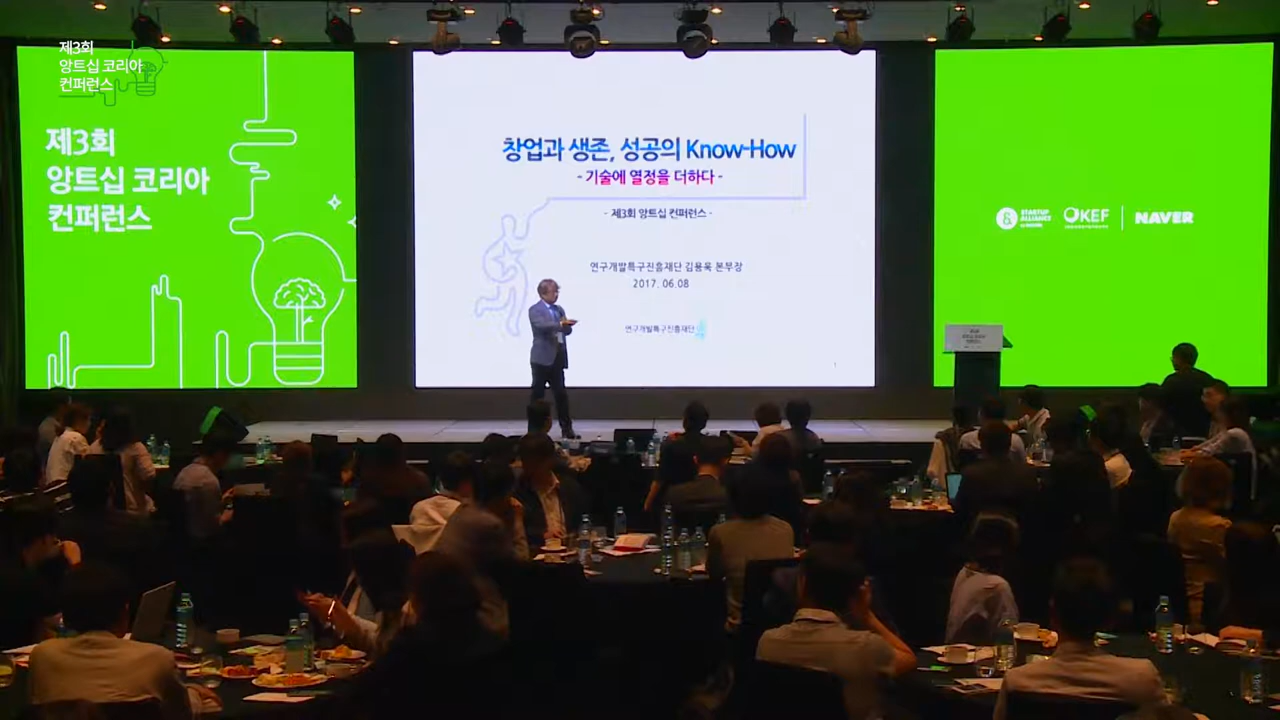 제3회
앙트십 코리아
컨퍼런스
제3회
앙트십 코리아
컨퍼런스
창업과 생존, 성공의 Know-How
- 기술에 열정을 더하다 -
- 제3회 앙트십 컨퍼런스 -
연구개발특구진흥재단 김용욱 본부장
2017. 06.08
연구개발특구진흥재단
STARTUP
ALLIANCE
KEF
NAVER